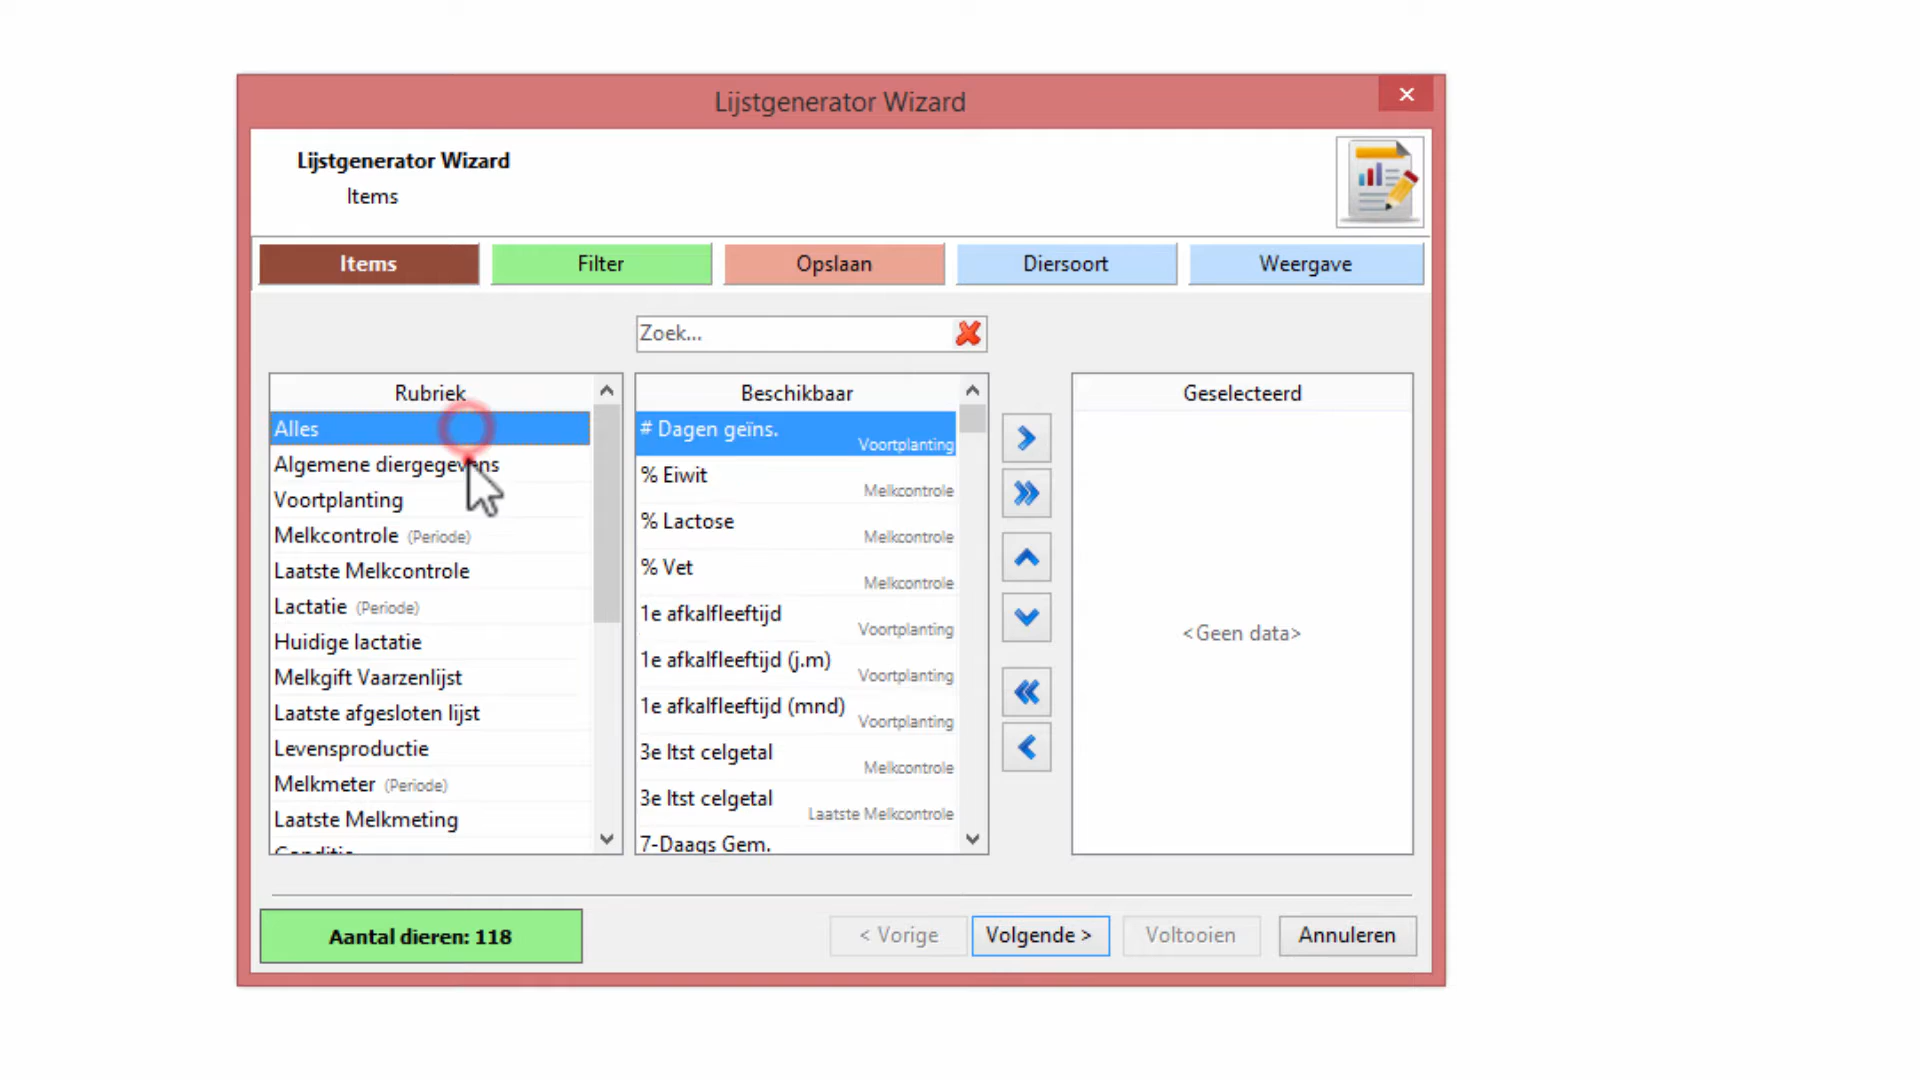 Lijstgenerator Wizard
Lijstgenerator Wizard
Items
Items
Filter
Opslaan
Diersoort
Weergave
Zoek...
Rubriek
Alles
Algemene diergegevens
Voortplanting
Melkcontrole (Periode)
Laatste Melkcontrole
Lactatie (Periode)
Huidige lactatie
Melkgift Vaarzenlijst
Laatste afgesloten lijst
Levensproductie
Melkmeter (Periode)
Laatste Melkmeting
Conditie
Beschikbaar
# Dagen geïns.
Voortplanting
% Eiwit
Melkcontrole
% Lactose
Melkcontrole
% Vet
Melkcontrole
1e afkalfleeftijd
Voortplanting
1e afkalfleeftijd (j.m)
Voortplanting
1e afkalfleeftijd (mnd)
Voortplanting
3e ltst celgetal
Melkcontrole
3e ltst celgetal
Laatste Melkcontrole
7-Daags Gem.
Geselecteerd
<Geen data>
Aantal dieren: 118
< Vorige
Volgende >
Voltooien
Annuleren